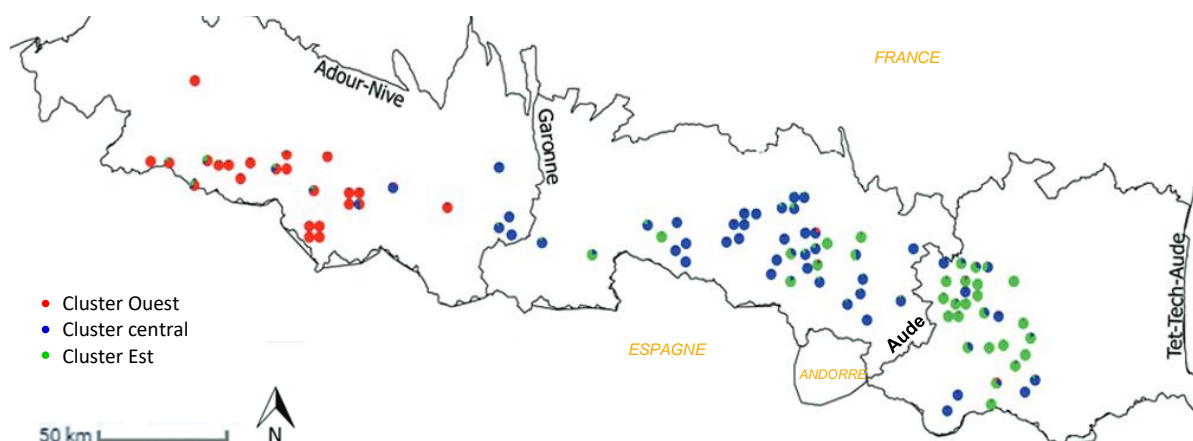 FRANCE
Adour-Nive
Garonne
Tet-Tech-Aude
Cluster Ouest
Cluster central
Cluster Est
Aude
ESPAGNE
ANDORRE
50 km
N